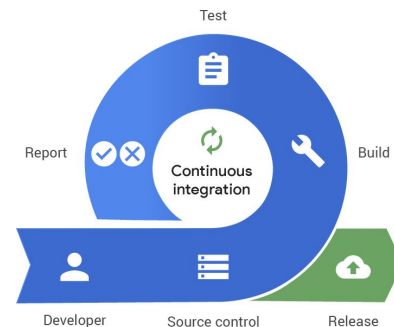 Test
Report
Continuous
integration
Build
Developer
Source control
Release